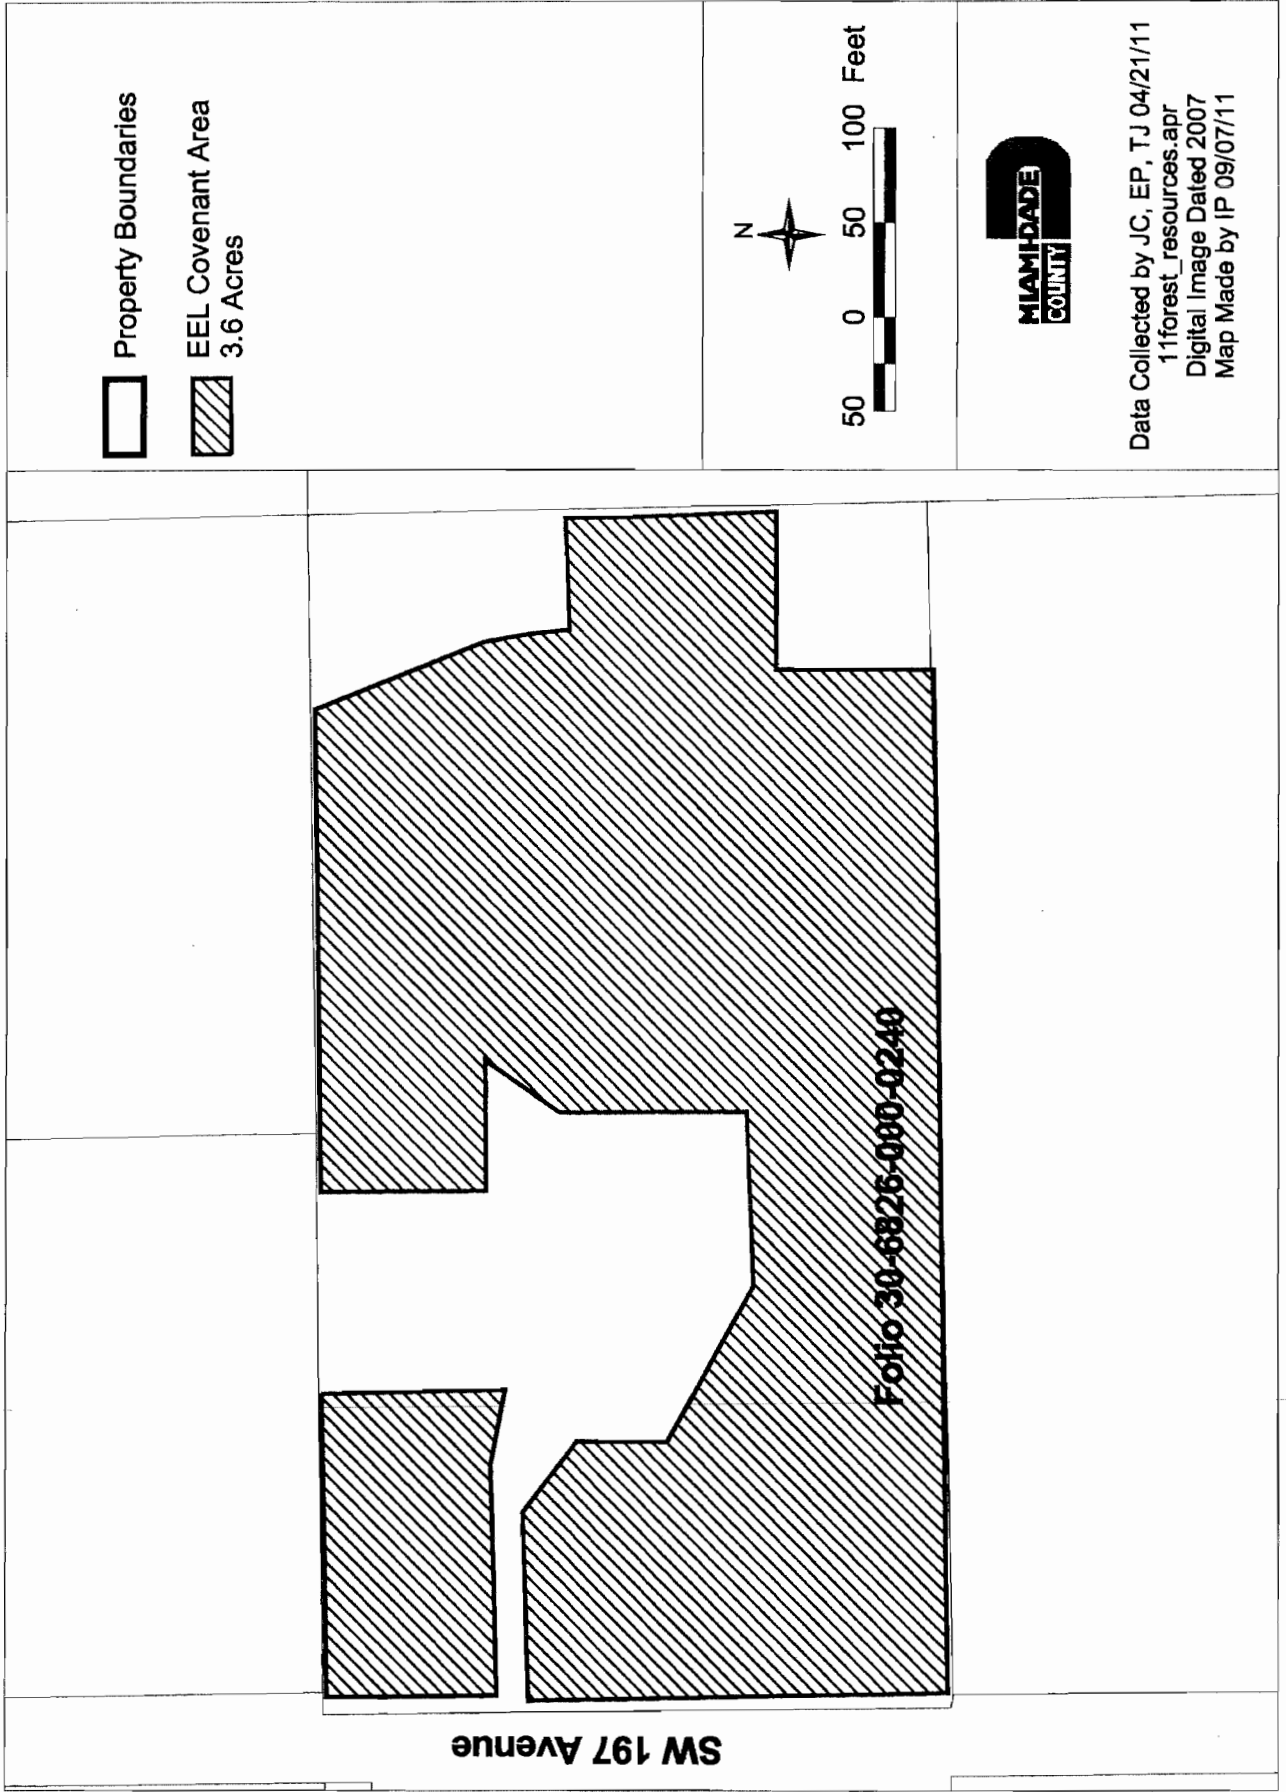 Property Boundaries
EEL Covenant Area
3.6 Acres
N
50 0 50 100 Feet
MIAMI-DADE
COUNTY
Data Collected by JC, EP, TJ 04/21/11
11forest_resources.apr
Digital Image Dated 2007
Map Made by IP 09/07/11
Folio 30-6826-000-0240
SW 197 Avenue